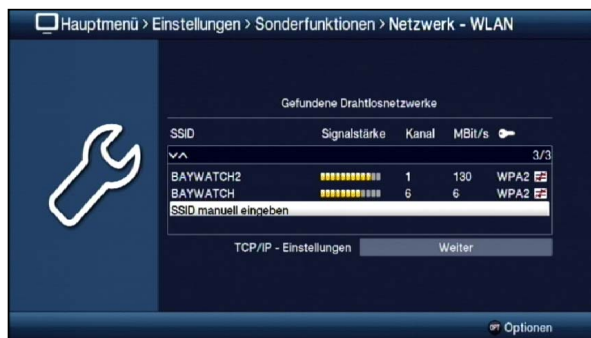 Hauptmenü > Einstellungen > Sonderfunktionen > Netzwerk - WLAN
Gefundene Drahtlosnetzwerke
SSID Signalstärke Kanal MBit/s
3/3
BAYWATCH2 1 130 WPA2
BAYWATCH 6 6 WPA2
SSID manuell eingeben
TCP/IP - Einstellungen Weiter
OPT Optionen